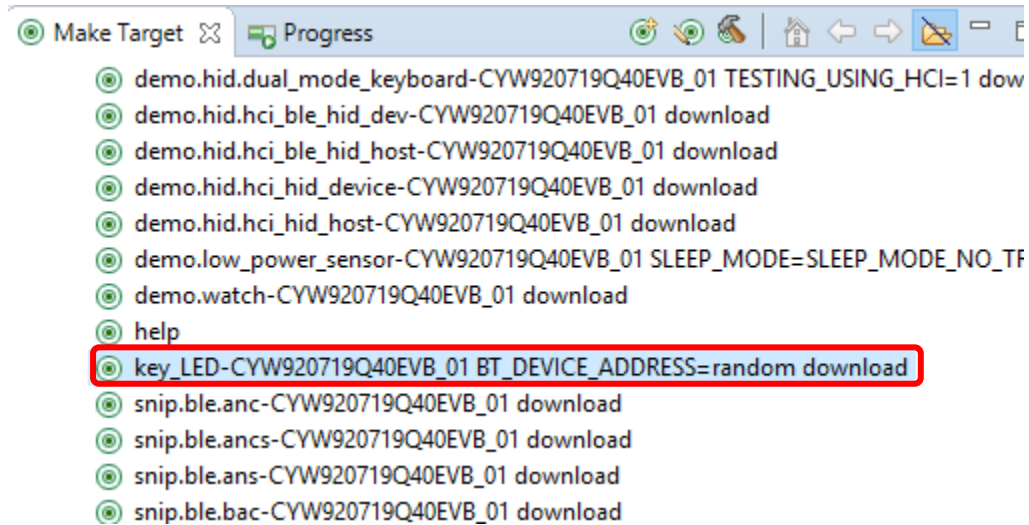 Make Target Progress
demo.hid.dual_mode_keyboard-CYW920719Q40EVB_01 TESTING_USING_HCI=1 dow
demo.hid.hci_ble_hid_dev-CYW920719Q40EVB_01 download
demo.hid.hci_ble_hid_host-CYW920719Q40EVB_01 download
demo.hid.hci_hid_device-CYW920719Q40EVB_01 download
demo.hid.hci_hid_host-CYW920719Q40EVB_01 download
demo.low_power_sensor-CYW920719Q40EVB_01 SLEEP_MODE=SLEEP_MODE_NO_TR
demo.watch-CYW920719Q40EVB_01 download
help
key_LED-CYW920719Q40EVB_01 BT_DEVICE_ADDRESS=random download
snip.ble.anc-CYW920719Q40EVB_01 download
snip.ble.ancs-CYW920719Q40EVB_01 download
snip.ble.ans-CYW920719Q40EVB_01 download
snip.ble.bac-CYW920719Q40EVB_01 download